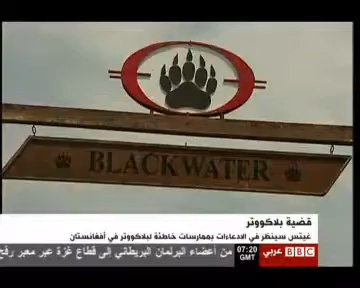 BLACKWATER
قضية بلاكووتر
غيتس سينظر في الادعاءات بممارسات خاطئة لبلاكووتر في أفغانستان
07:20
GMT
BBC عربي
من أعضاء البرلمان البريطاني إلى قطاع غزة عبر معبر رفح